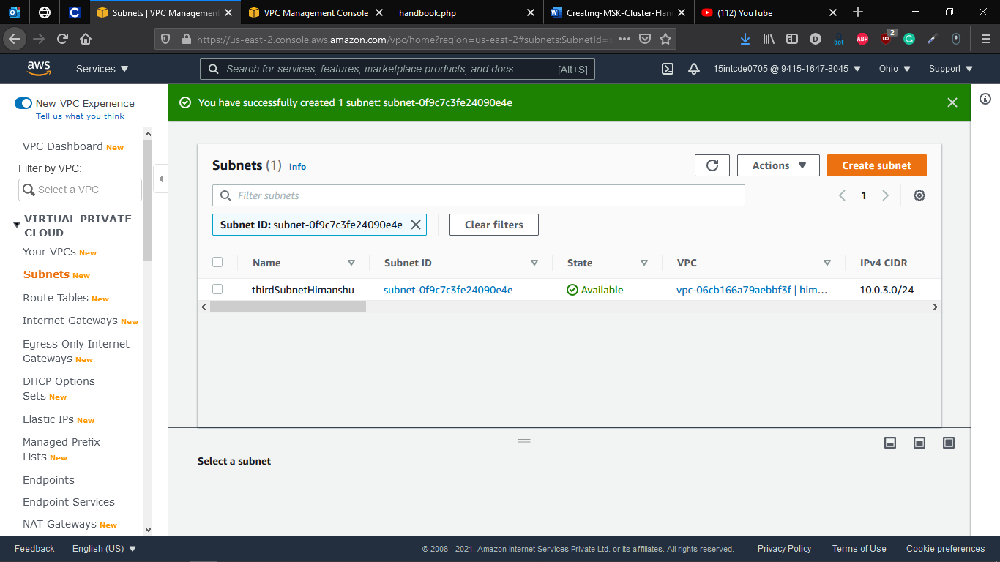 Subnets | VPC Management
VPC Management Console
handbook.php
Creating-MSK-Cluster-Han
(112) YouTube
https://us-east-2.console.aws.amazon.com/vpc/home?region=us-east-2#subnets:SubnetId=
ABP
UD
2
bot
aws
Services
Search for services, features, marketplace products, and docs
[Alt+S]
15intcde0705 @ 9415-1647-8045
Ohio
Support
New VPC Experience
Tell us what you think
You have successfully created 1 subnet: subnet-0f9c7c3fe24090e4e
VPC Dashboard New
Filter by VPC:
Select a VPC
VIRTUAL PRIVATE
CLOUD
Your VPCs New
Subnets New
Route Tables New
Internet Gateways New
Egress Only Internet
Gateways New
DHCP Options
Sets New
Elastic IPs New
Managed Prefix
Lists New
Endpoints
Endpoint Services
NAT Gateways New
Subnets (1) Info
Actions
Create subnet
Filter subnets
1
Subnet ID: subnet-0f9c7c3fe24090e4e
Clear filters
Name
Subnet ID
State
VPC
IPv4 CIDR
thirdSubnetHimanshu
subnet-0f9c7c3fe24090e4e
Available
vpc-06cb166a79aebbf3f | him...
10.0.3.0/24
Select a subnet
Feedback
English (US)
© 2008 - 2021, Amazon Internet Services Private Ltd. or its affiliates. All rights reserved.
Privacy Policy
Terms of Use
Cookie preferences